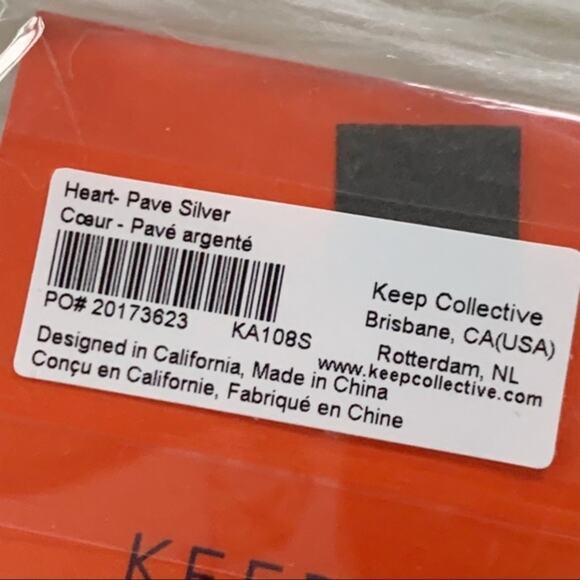 Heart- Pave Silver
Cœur - Pavé argenté
PO# 20173623 KA108S
Keep Collective
Brisbane, CA(USA)
Rotterdam, NL
www.keepcollective.com
Designed in California, Made in China
Conçu en Californie, Fabriqué en Chine
KEEP